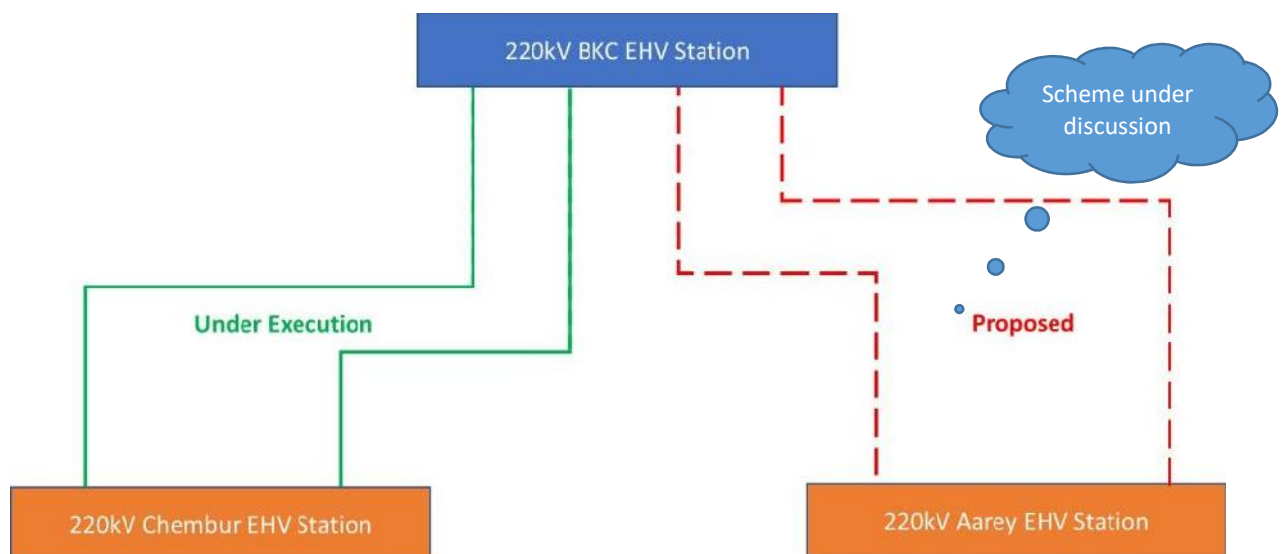 220kV BKC EHV Station
Scheme under
discussion
Under Execution
Proposed
220kV Chembur EHV Station
220kV Aarey EHV Station